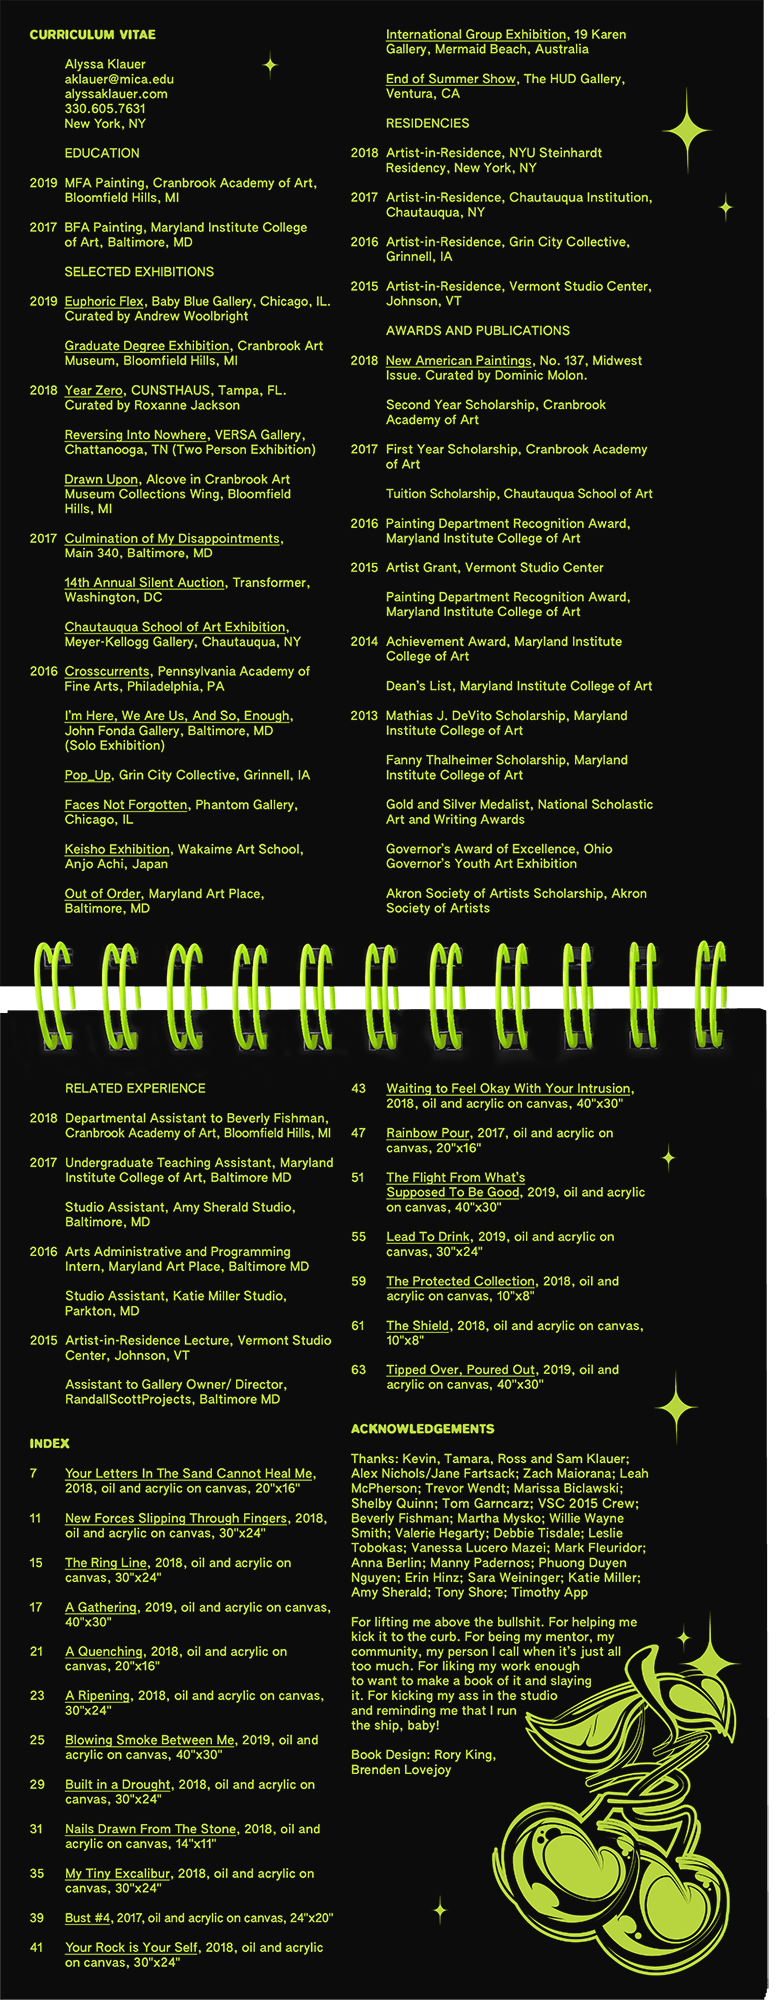 CURRICULUM VITAE
Alyssa Klauer
aklauer@mica.edu
alyssaklauer.com
330.605.7631
New York, NY
EDUCATION
2019 MFA Painting, Cranbrook Academy of Art,
Bloomfield Hills, MI
2017 BFA Painting, Maryland Institute College
of Art, Baltimore, MD
SELECTED EXHIBITIONS
2019 Euphoric Flex, Baby Blue Gallery, Chicago, IL.
Curated by Andrew Woolbright
Graduate Degree Exhibition, Cranbrook Art
Museum, Bloomfield Hills, MI
2018 Year Zero, CUNSTHAUS, Tampa, FL.
Curated by Roxanne Jackson
Reversing Into Nowhere, VERSA Gallery,
Chattanooga, TN (Two Person Exhibition)
Drawn Upon, Alcove in Cranbrook Art
Museum Collections Wing, Bloomfield
Hills, MI
2017 Culmination of My Disappointments,
Main 340, Baltimore, MD
14th Annual Silent Auction, Transformer,
Washington, DC
Chautauqua School of Art Exhibition,
Meyer-Kellogg Gallery, Chautauqua, NY
2016 Crosscurrents, Pennsylvania Academy of
Fine Arts, Philadelphia, PA
I'm Here, We Are Us, And So, Enough,
John Fonda Gallery, Baltimore, MD
(Solo Exhibition)
Pop_Up, Grin City Collective, Grinnell, IA
Faces Not Forgotten, Phantom Gallery,
Chicago, IL
Keisho Exhibition, Wakaime Art School,
Anjo Achi, Japan
Out of Order, Maryland Art Place,
Baltimore, MD
International Group Exhibition, 19 Karen
Gallery, Mermaid Beach, Australia
End of Summer Show, The HUD Gallery,
Ventura, CA
RESIDENCIES
2018 Artist-in-Residence, NYU Steinhardt
Residency, New York, NY
2017 Artist-in-Residence, Chautauqua Institution,
Chautauqua, NY
2016 Artist-in-Residence, Grin City Collective,
Grinnell, IA
2015 Artist-in-Residence, Vermont Studio Center,
Johnson, VT
AWARDS AND PUBLICATIONS
2018 New American Paintings, No. 137, Midwest
Issue. Curated by Dominic Molon.
Second Year Scholarship, Cranbrook
Academy of Art
2017 First Year Scholarship, Cranbrook Academy
of Art
Tuition Scholarship, Chautauqua School of Art
2016 Painting Department Recognition Award,
Maryland Institute College of Art
2015 Artist Grant, Vermont Studio Center
Painting Department Recognition Award,
Maryland Institute College of Art
2014 Achievement Award, Maryland Institute
College of Art
Dean's List, Maryland Institute College of Art
2013 Mathias J. DeVito Scholarship, Maryland
Institute College of Art
Fanny Thalheimer Scholarship, Maryland
Institute College of Art
Gold and Silver Medalist, National Scholastic
Art and Writing Awards
Governor's Award of Excellence, Ohio
Governor's Youth Art Exhibition
Akron Society of Artists Scholarship, Akron
Society of Artists
RELATED EXPERIENCE
2018 Departmental Assistant to Beverly Fishman,
Cranbrook Academy of Art, Bloomfield Hills, MI
2017 Undergraduate Teaching Assistant, Maryland
Institute College of Art, Baltimore MD
Studio Assistant, Amy Sherald Studio,
Baltimore, MD
2016 Arts Administrative and Programming
Intern, Maryland Art Place, Baltimore MD
Studio Assistant, Katie Miller Studio,
Parkton, MD
2015 Artist-in-Residence Lecture, Vermont Studio
Center, Johnson, VT
Assistant to Gallery Owner/ Director,
RandallScottProjects, Baltimore MD
INDEX
7 Your Letters In The Sand Cannot Heal Me,
2018, oil and acrylic on canvas, 20"x16"
11 New Forces Slipping Through Fingers, 2018,
oil and acrylic on canvas, 30"x24"
15 The Ring Line, 2018, oil and acrylic on
canvas, 30"x24"
17 A Gathering, 2019, oil and acrylic on canvas,
40"x30"
21 A Quenching, 2018, oil and acrylic on
canvas, 20"x16"
23 A Ripening, 2018, oil and acrylic on canvas,
30"x24"
25 Blowing Smoke Between Me, 2019, oil and
acrylic on canvas, 40"x30"
29 Built in a Drought, 2018, oil and acrylic on
canvas, 30"x24"
31 Nails Drawn From The Stone, 2018, oil and
acrylic on canvas, 14"x11"
35 My Tiny Excalibur, 2018, oil and acrylic on
canvas, 30"x24"
39 Bust #4, 2017, oil and acrylic on canvas, 24"x20"
41 Your Rock is Your Self, 2018, oil and acrylic
on canvas, 30"x24"
43 Waiting to Feel Okay With Your Intrusion,
2018, oil and acrylic on canvas, 40"x30"
47 Rainbow Pour, 2017, oil and acrylic on
canvas, 20"x16"
51 The Flight From What's
Supposed To Be Good, 2019, oil and acrylic
on canvas, 40"x30"
55 Lead To Drink, 2019, oil and acrylic on
canvas, 30"x24"
59 The Protected Collection, 2018, oil and
acrylic on canvas, 10"x8"
61 The Shield, 2018, oil and acrylic on canvas,
10"x8"
63 Tipped Over, Poured Out, 2019, oil and
acrylic on canvas, 40"x30"
ACKNOWLEDGEMENTS
Thanks: Kevin, Tamara, Ross and Sam Klauer;
Alex Nichols/Jane Fartsack; Zach Maiorana; Leah
McPherson; Trevor Wendt; Marissa Biclawski;
Shelby Quinn; Tom Garncarz; VSC 2015 Crew;
Beverly Fishman; Martha Mysko; Willie Wayne
Smith; Valerie Hegarty; Debbie Tisdale; Leslie
Tobokas; Vanessa Lucero Mazei; Mark Fleuridor;
Anna Berlin; Manny Padernos; Phuong Duyen
Nguyen; Erin Hinz; Sara Weininger; Katie Miller;
Amy Sherald; Tony Shore; Timothy App
For lifting me above the bullshit. For helping me
kick it to the curb. For being my mentor, my
community, my person I call when it's just all
too much. For liking my work enough
to want to make a book of it and slaying
it. For kicking my ass in the studio
and reminding me that I run
the ship, baby!
Book Design: Rory King,
Brenden Lovejoy